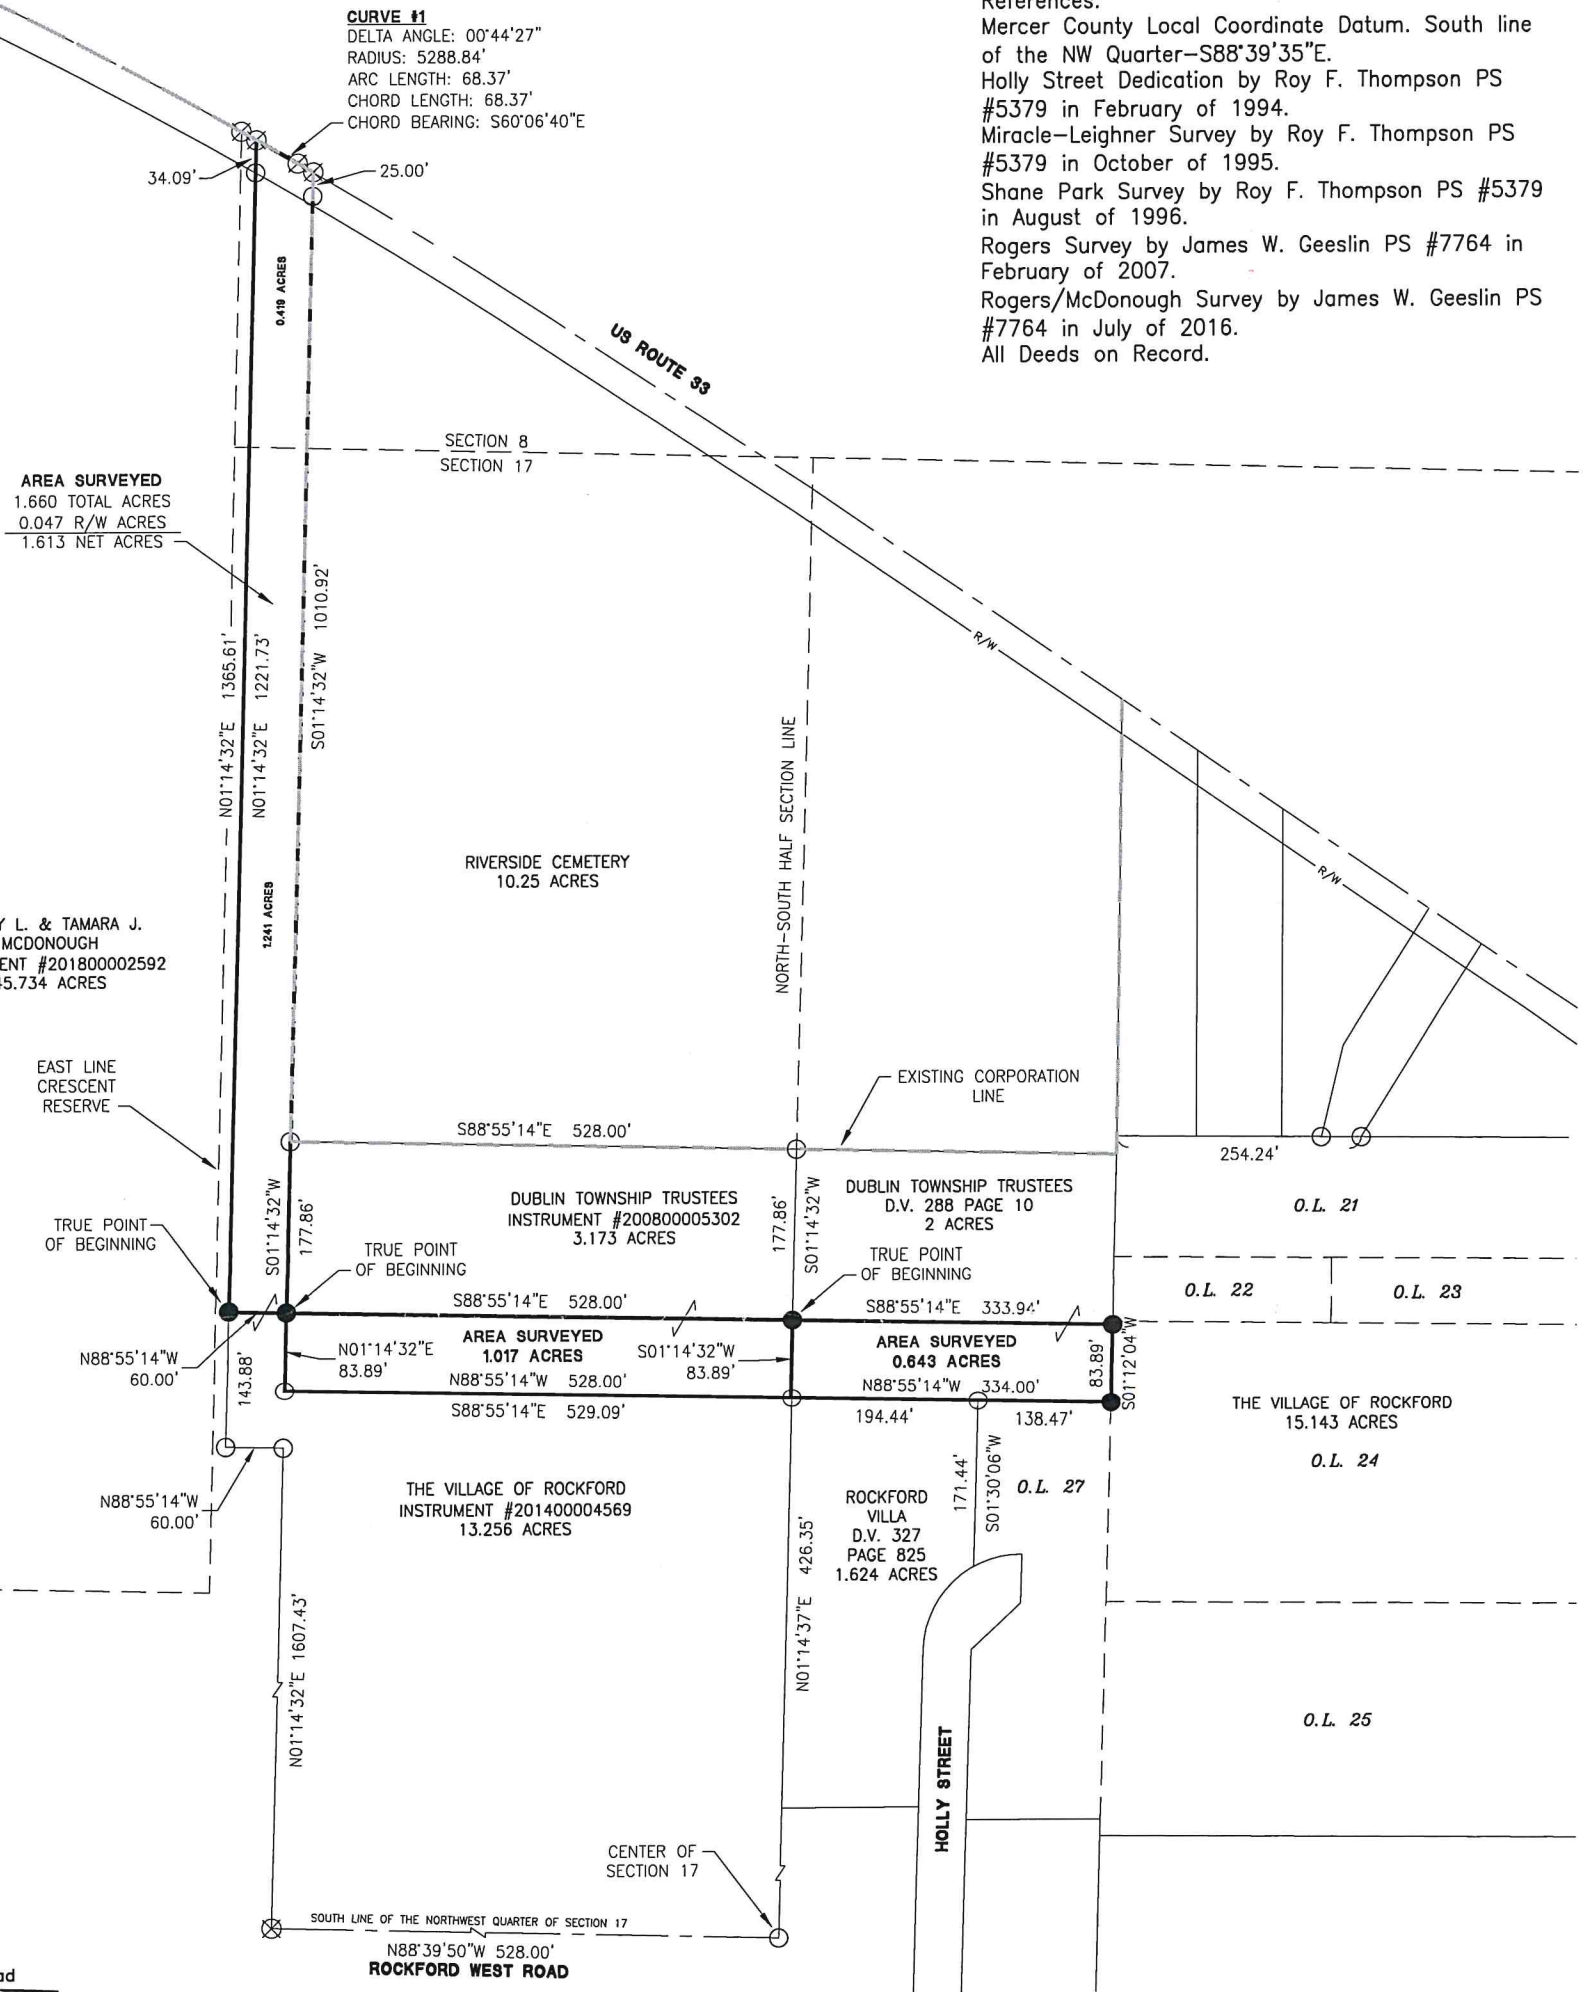 CURVE #1
DELTA ANGLE: 00°44'27"
RADIUS: 5288.84'
ARC LENGTH: 68.37'
CHORD LENGTH: 68.37'
CHORD BEARING: S60°06'40"E
References:
Mercer County Local Coordinate Datum. South line
of the NW Quarter-S88°39'35"E.
Holly Street Dedication by Roy F. Thompson PS
#5379 in February of 1994.
Miracle-Leighner Survey by Roy F. Thompson PS
#5379 in October of 1995.
Shane Park Survey by Roy F. Thompson PS #5379
in August of 1996.
Rogers Survey by James W. Geeslin PS #7764 in
February of 2007.
Rogers/McDonough Survey by James W. Geeslin PS
#7764 in July of 2016.
All Deeds on Record.
34.09'
25.00'
0.419 ACRES
US ROUTE 33
SECTION 8
SECTION 17
AREA SURVEYED
1.660 TOTAL ACRES
0.047 R/W ACRES
1.613 NET ACRES
N01°14'32"E 1365.61'
N01°14'32"E 1221.73'
S01°14'32"W 1010.92'
R/W
NORTH-SOUTH HALF SECTION LINE
RIVERSIDE CEMETERY
10.25 ACRES
R/W
1.241 ACRES
Y L. & TAMARA J.
MCDONOUGH
ENT #201800002592
45.734 ACRES
EAST LINE
CRESCENT
RESERVE
EXISTING CORPORATION
LINE
S88°55'14"E 528.00'
254.24'
TRUE POINT
OF BEGINNING
S01°14'32"W
177.86'
DUBLIN TOWNSHIP TRUSTEES
INSTRUMENT #200800005302
3.173 ACRES
177.86'
S01°14'32"W
DUBLIN TOWNSHIP TRUSTEES
D.V. 288 PAGE 10
2 ACRES
O.L. 21
TRUE POINT
OF BEGINNING
TRUE POINT
OF BEGINNING
O.L. 22
O.L. 23
S88°55'14"E 528.00'
S88°55'14"E 333.94'
N88°55'14"W
60.00'
143.88'
N01°14'32"E
83.89'
AREA SURVEYED
1.017 ACRES
S01°14'32"W
83.89'
AREA SURVEYED
0.643 ACRES
83.89'
S01°12'04"W
N88°55'14"W 528.00'
N88°55'14"W 334.00'
S88°55'14"E 529.09'
194.44'
138.47'
THE VILLAGE OF ROCKFORD
15.143 ACRES
O.L. 24
N88°55'14"W
60.00'
THE VILLAGE OF ROCKFORD
INSTRUMENT #201400004569
13.256 ACRES
ROCKFORD
VILLA
D.V. 327
PAGE 825
1.624 ACRES
171.44'
S01°30'06"W
O.L. 27
N01°14'32"E 1607.43'
N01°14'37"E 426.35'
O.L. 25
HOLLY STREET
CENTER OF
SECTION 17
SOUTH LINE OF THE NORTHWEST QUARTER OF SECTION 17
N88°39'50"W 528.00'
ROCKFORD WEST ROAD